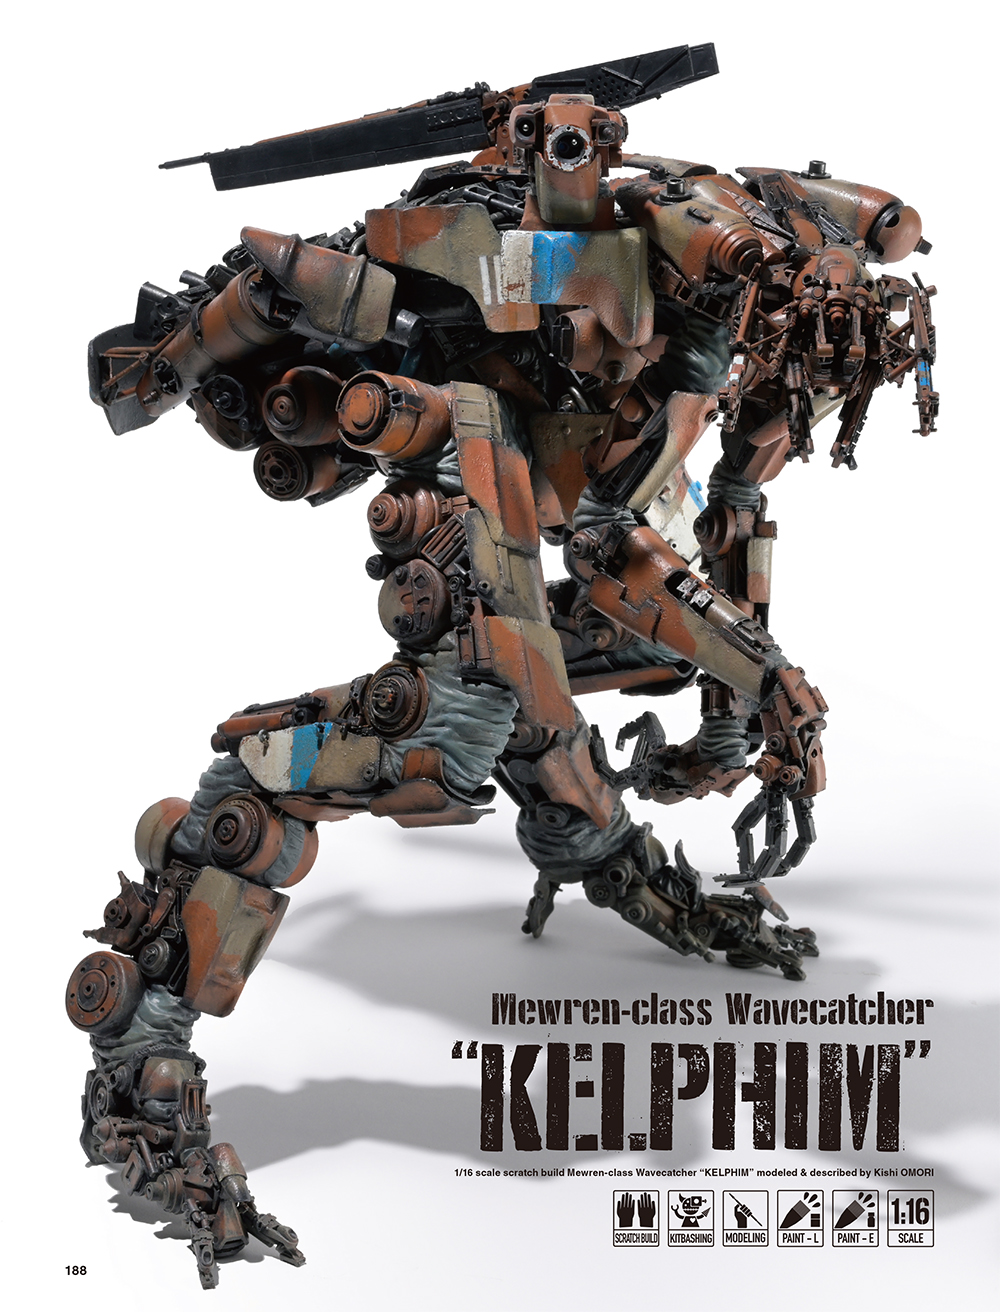 Mewren-class Wavecatcher
“KELPHIM”
1/16 scale scratch build Mewren-class Wavecatcher “KELPHIM” modeled & described by Kishi OMORI
SCRATCH BUILD
KITBASHING
MODELING
PAINT – L
PAINT – E
1:16
SCALE
188